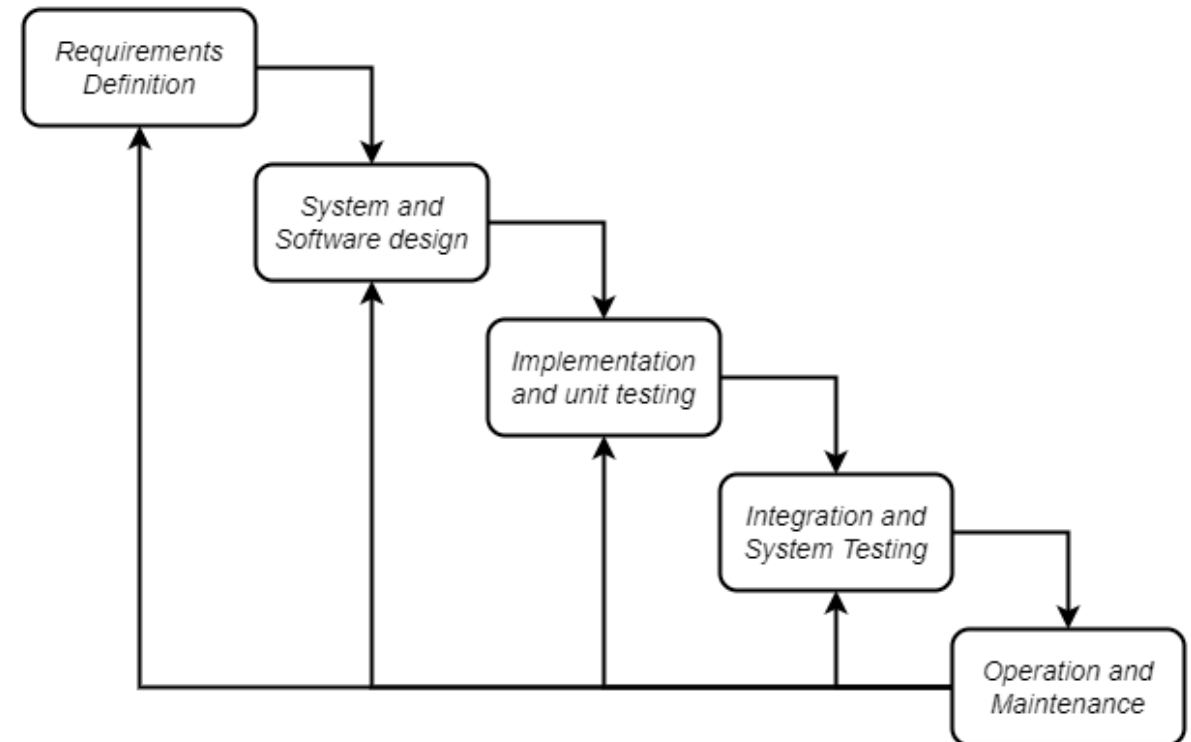 Requirements
Definition
System and
Software design
Implementation
and unit testing
Integration and
System Testing
Operation and
Maintenance